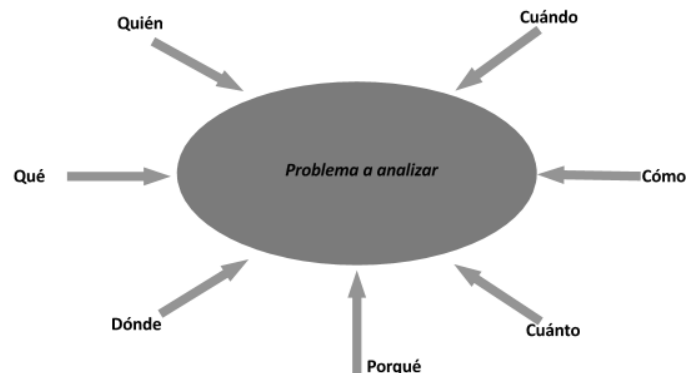 Quién
Cuándo
Problema a analizar
Qué
Cómo
Dónde
Cuánto
Porqué